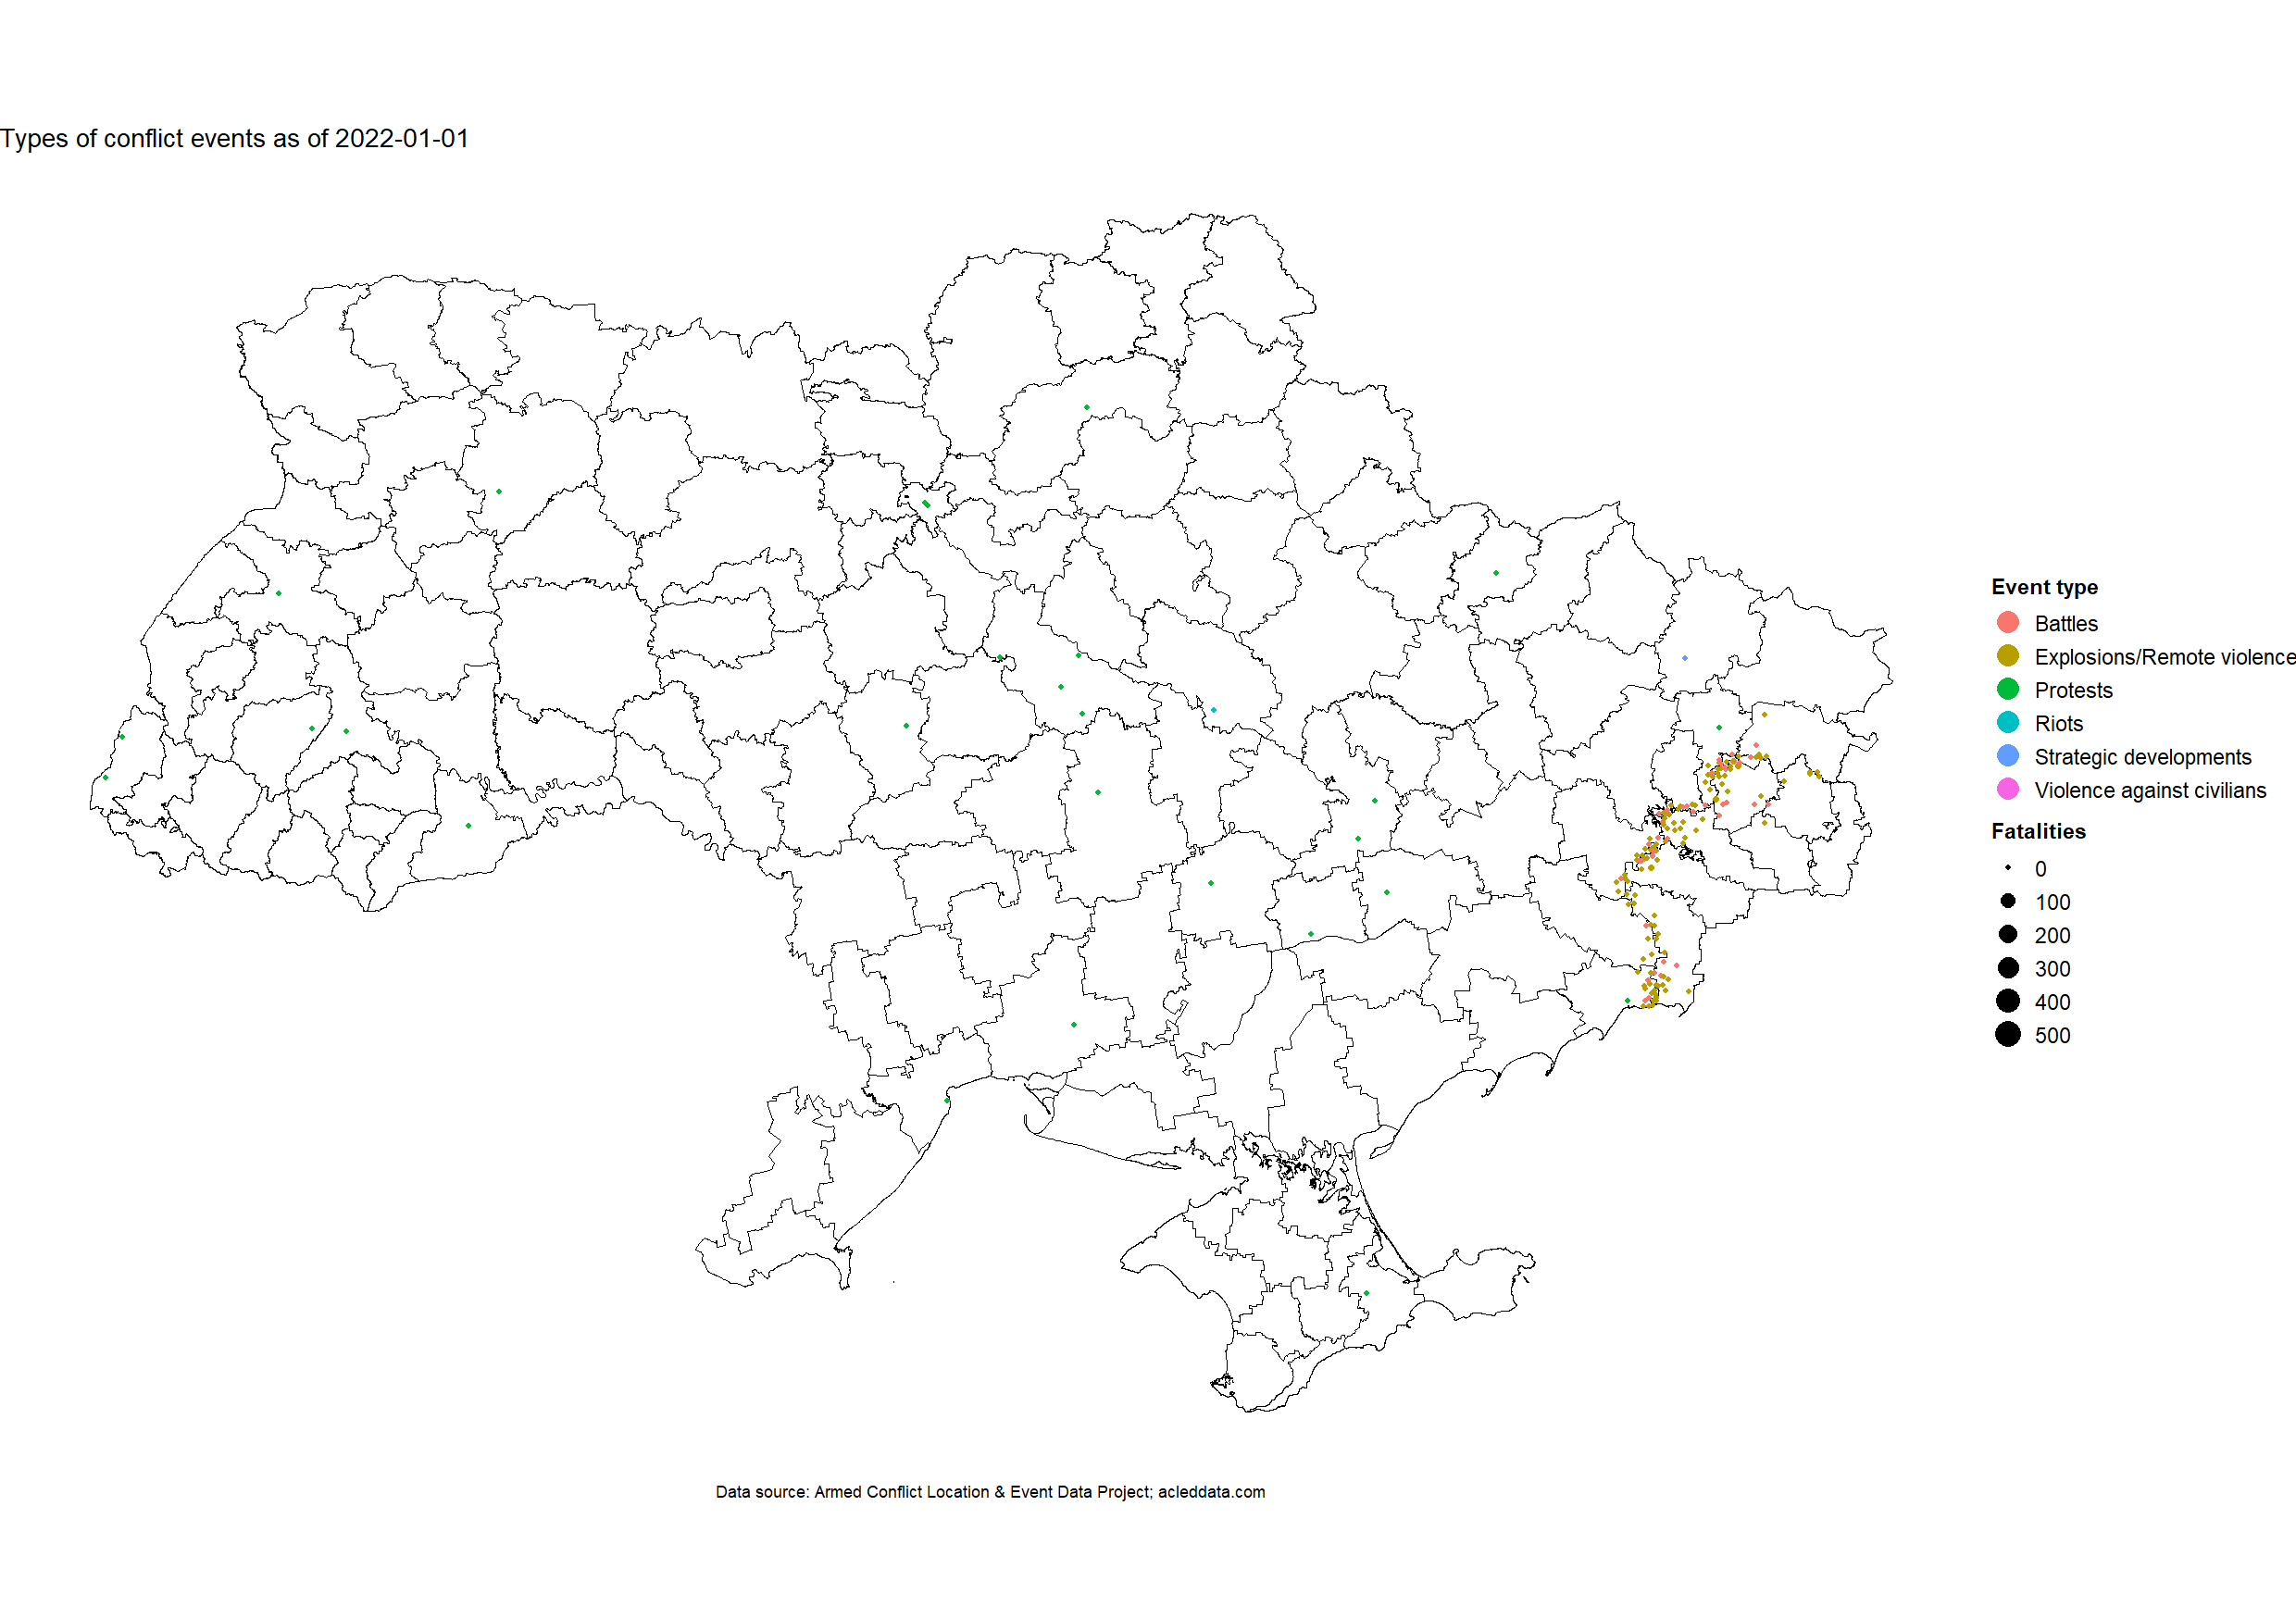 Types of conflict events as of 2022-01-01
Event type
Battles
Explosions/Remote violence
Protests
Riots
Strategic developments
Violence against civilians
Fatalities
0
100
200
300
400
500
Data source: Armed Conflict Location & Event Data Project; acleddata.com